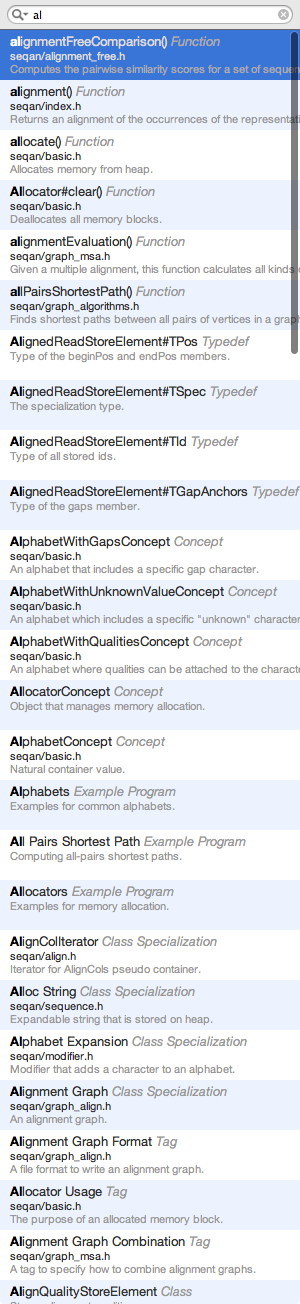 al
alignmentFreeComparison() Function
seqan/alignment_free.h
Computes the pairwise similarity scores for a set of
alignment() Function
seqan/index.h
Returns an alignment of the occurrences of the
allocate() Function
seqan/basic.h
Allocates memory from heap.
Allocator#clear() Function
seqan/basic.h
Deallocates all memory blocks.
alignmentEvaluation() Function
seqan/graph_msa.h
Given a multiple alignment, this function calculates all kinds
allPairsShortestPath() Function
seqan/graph_algorithms.h
Finds shortest paths between all pairs of vertices in a
AlignedReadStoreElement#TPos Typedef
Type of the beginPos and endPos members.
AlignedReadStoreElement#TSpec Typedef
The specialization type.
AlignedReadStoreElement#TId Typedef
Type of all stored ids.
AlignedReadStoreElement#TGapAnchors Typedef
Type of the gaps member.
AlphabetWithGapsConcept Concept
seqan/basic.h
An alphabet that includes a specific gap character.
AlphabetWithUnknownValueConcept Concept
seqan/basic.h
An alphabet which includes a specific "unknown" character
AlphabetWithQualitiesConcept Concept
seqan/basic.h
An alphabet where qualities can be attached to the
AllocatorConcept Concept
Object that manages memory allocation.
AlphabetConcept Concept
seqan/basic.h
Natural container value.
Alphabets Example Program
Examples for common alphabets.
All Pairs Shortest Path Example Program
Computing all-pairs shortest paths.
Allocators Example Program
Examples for memory allocation.
AlignColIterator Class Specialization
seqan/align.h
Iterator for AlignCols pseudo container.
Alloc String Class Specialization
seqan/sequence.h
Expandable string that is stored on heap.
Alphabet Expansion Class Specialization
seqan/modifier.h
Modifier that adds a character to an alphabet.
Alignment Graph Class Specialization
seqan/graph_align.h
An alignment graph.
Alignment Graph Format Tag
seqan/graph_align.h
A file format to write an alignment graph.
Allocator Usage Tag
seqan/basic.h
The purpose of an allocated memory block.
Alignment Graph Combination Tag
seqan/graph_msa.h
A tag to specify how to combine alignment graphs.
AlignQualityStoreElement Class